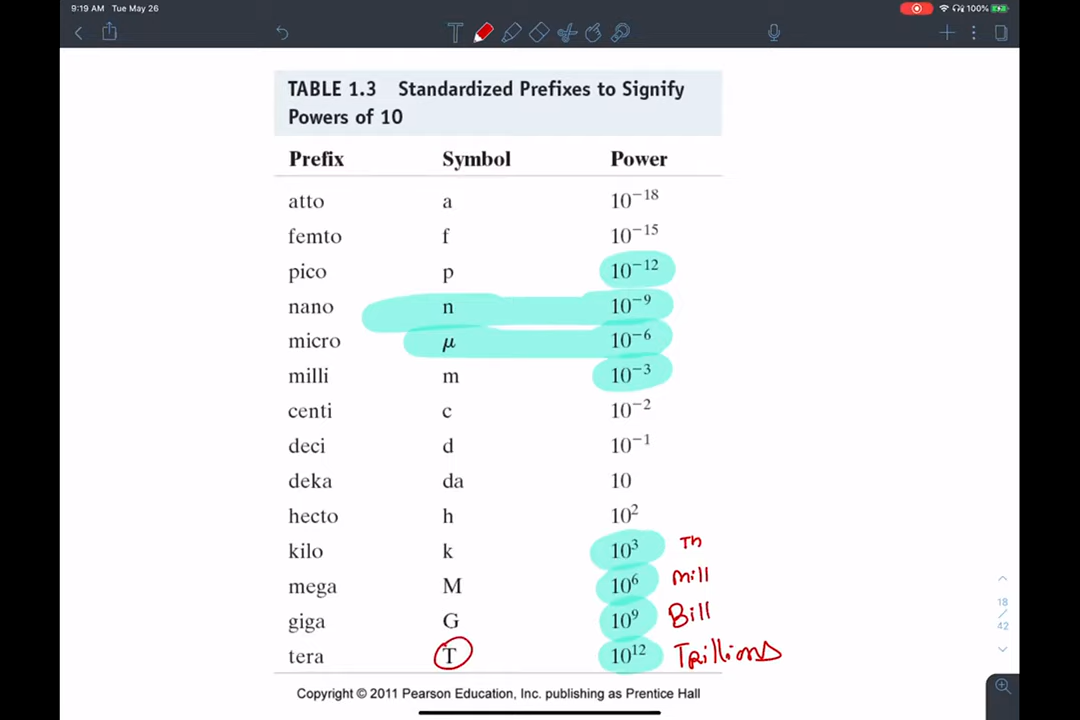 9:19 AM Tue May 26
100%
TABLE 1.3 Standardized Prefixes to Signify
Powers of 10
Prefix Symbol Power
atto a 10⁻¹⁸
femto f 10⁻¹⁵
pico p 10⁻¹²
nano n 10⁻⁹
micro μ 10⁻⁶
milli m 10⁻³
centi c 10⁻²
deci d 10⁻¹
deka da 10
hecto h 10²
kilo k 10³ Th
mega M 10⁶ Mill
giga G 10⁹ Bill
tera T 10¹² Trillions
18
/
42
Copyright © 2011 Pearson Education, Inc. publishing as Prentice Hall